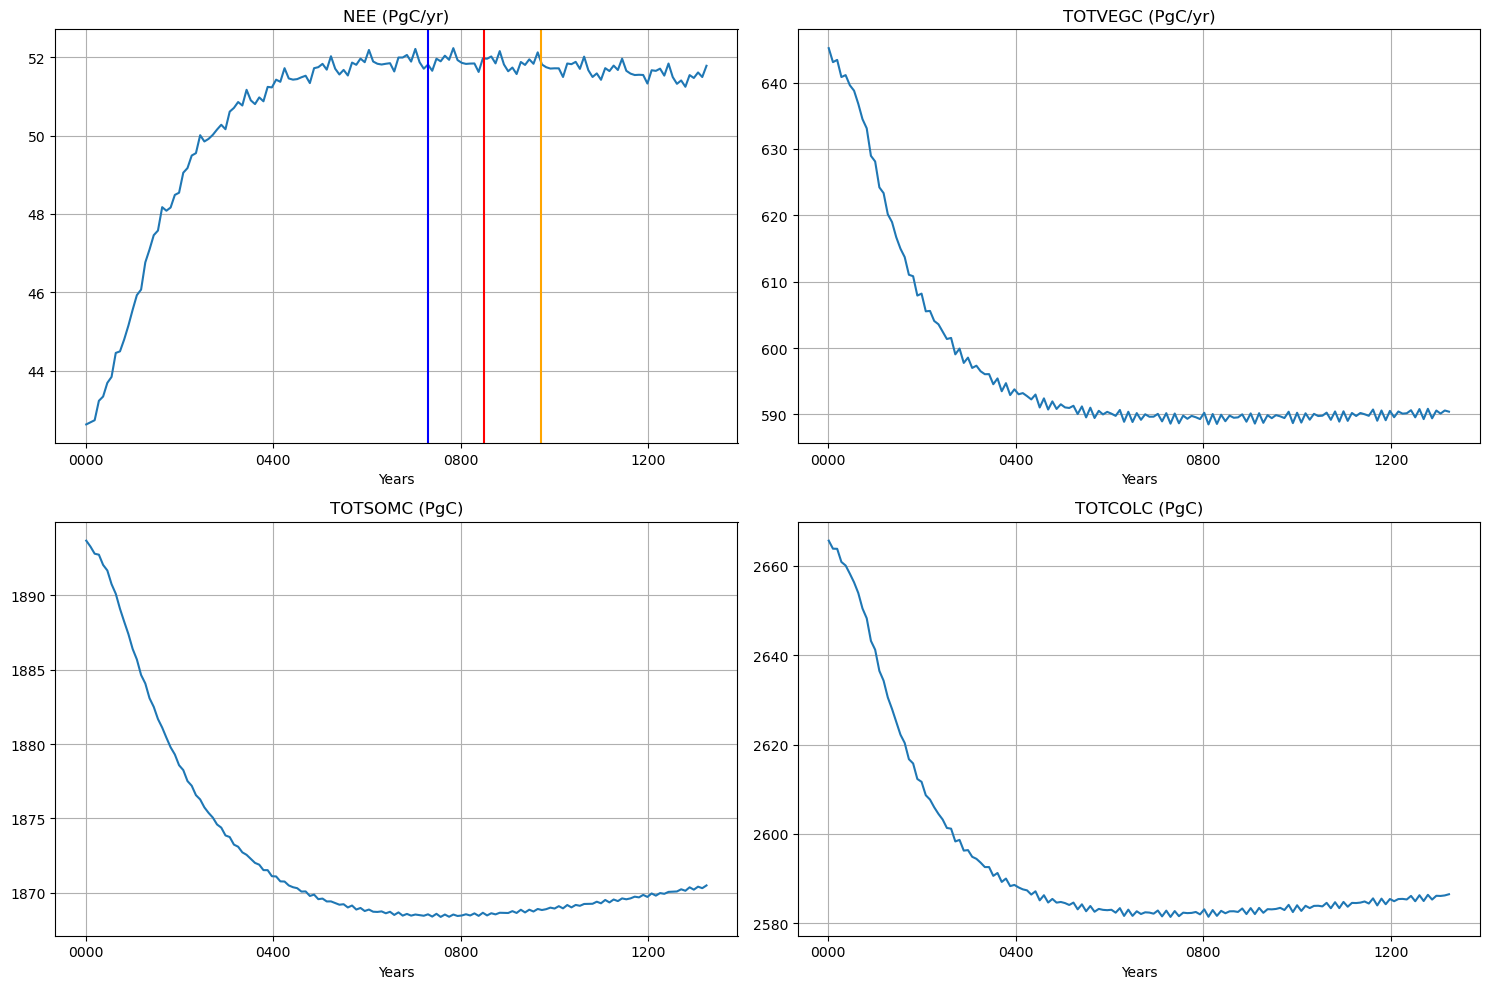 NEE (PgC/yr)
52
50
48
46
44
0000 0400 0800 1200
Years
TOTVEGC (PgC/yr)
640
630
620
610
600
590
0000 0400 0800 1200
Years
TOTSOMC (PgC)
1890
1885
1880
1875
1870
0000 0400 0800 1200
Years
TOTCOLC (PgC)
2660
2640
2620
2600
2580
0000 0400 0800 1200
Years